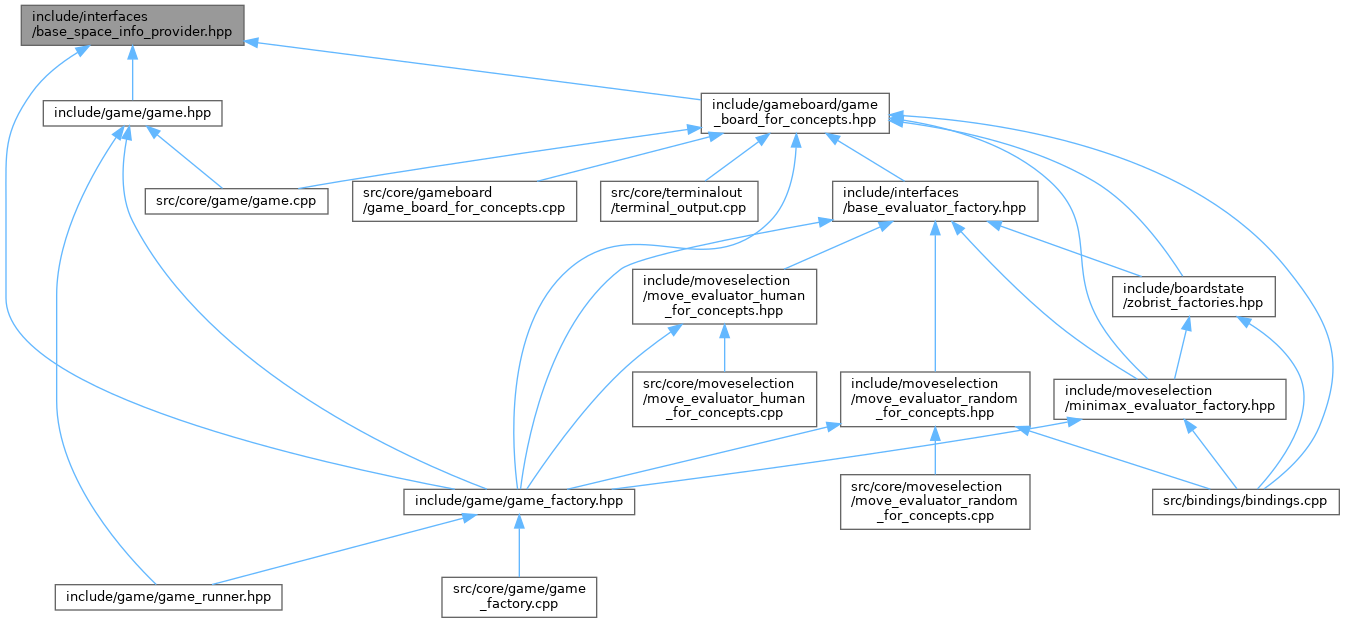 include/interfaces
/base_space_info_provider.hpp
include/game/game.hpp
include/gameboard/game
_board_for_concepts.hpp
src/core/game/game.cpp
src/core/gameboard
/game_board_for_concepts.cpp
src/core/terminalout
/terminal_output.cpp
include/interfaces
/base_evaluator_factory.hpp
include/moveselection
/move_evaluator_human
_for_concepts.hpp
include/boardstate
/zobrist_factories.hpp
src/core/moveselection
/move_evaluator_human
_for_concepts.cpp
include/moveselection
/move_evaluator_random
_for_concepts.hpp
include/moveselection
/minimax_evaluator_factory.hpp
include/game/game_factory.hpp
src/core/moveselection
/move_evaluator_random
_for_concepts.cpp
src/bindings/bindings.cpp
include/game/game_runner.hpp
src/core/game/game
_factory.cpp